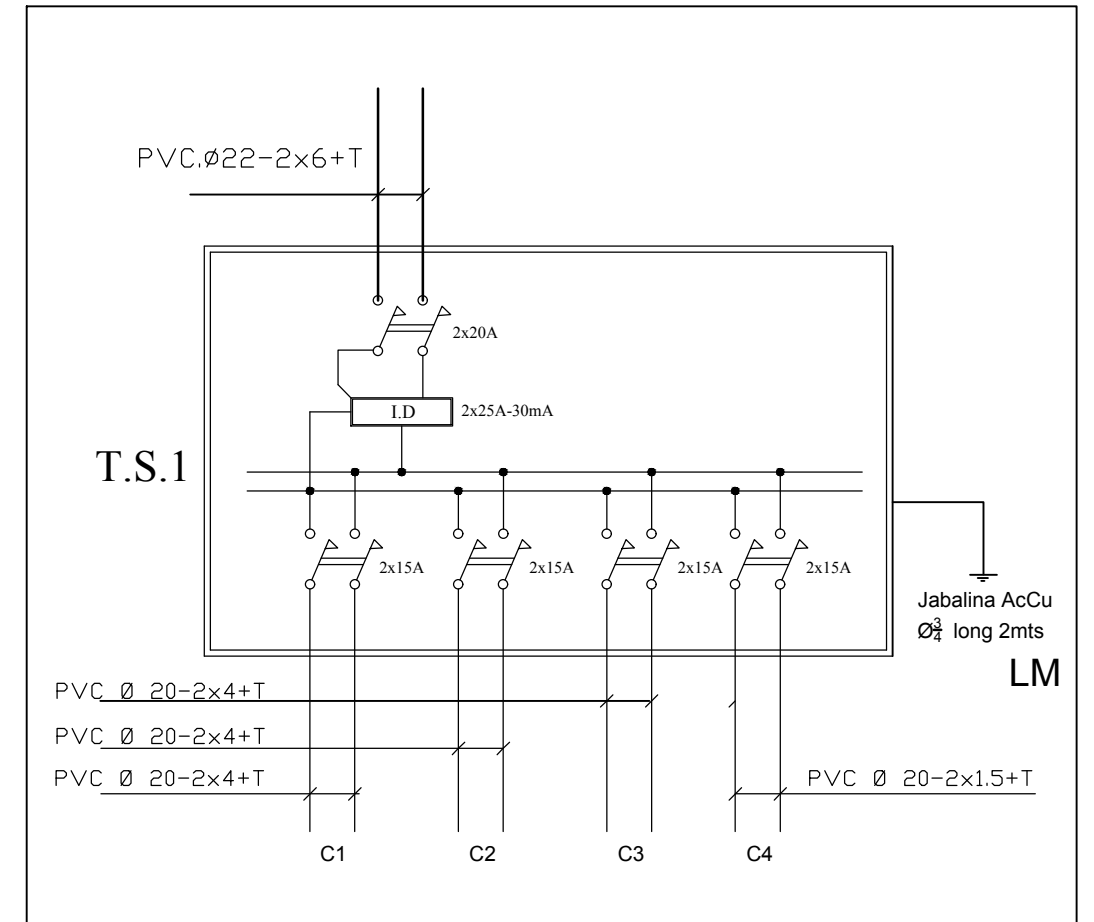 PVC.Ø22-2x6+T
2x20A
I.D
2x25A-30mA
T.S.1
2x15A
2x15A
2x15A
2x15A
Jabalina AcCu
Ø3/4 long 2mts
LM
PVC Ø 20-2x4+T
PVC Ø 20-2x4+T
PVC Ø 20-2x4+T
PVC Ø 20-2x1.5+T
C1
C2
C3
C4